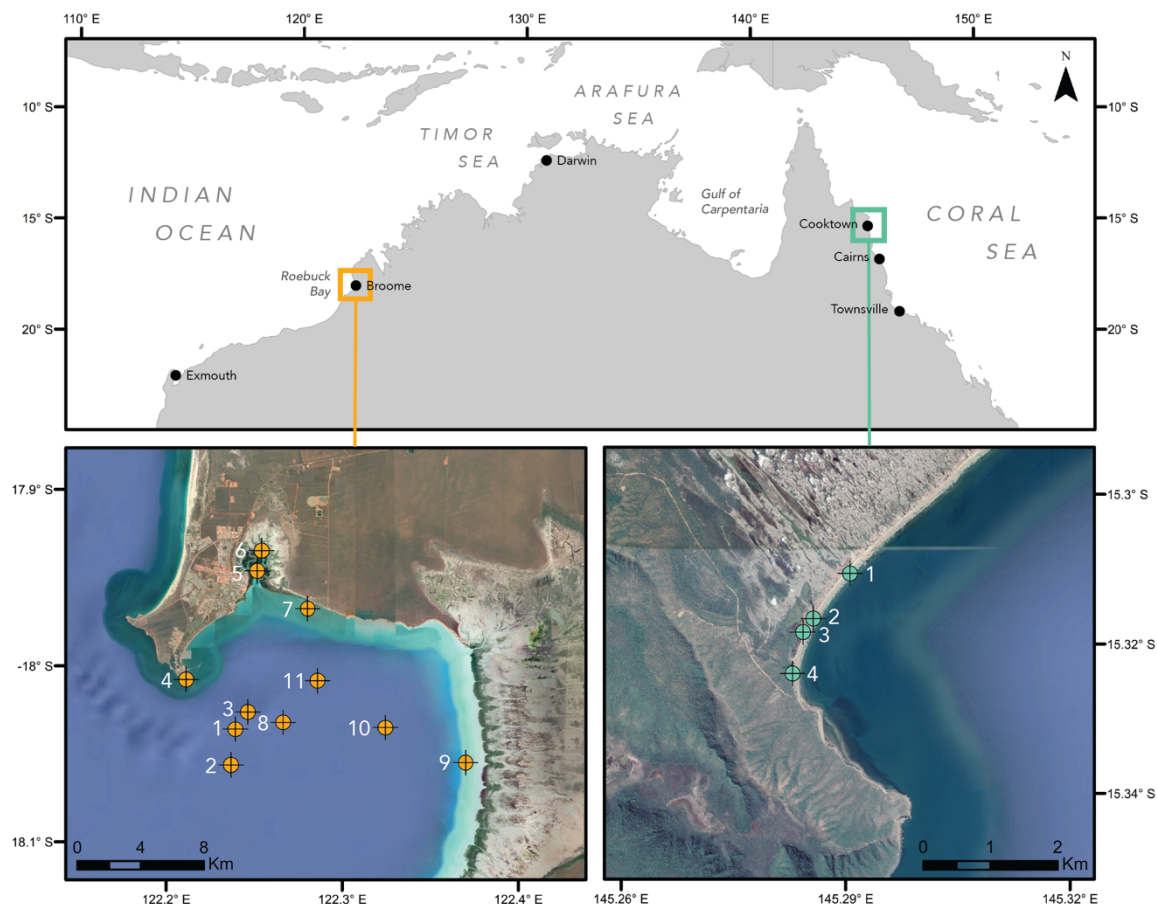 110° E 120° E 130° E 140° E 150° E
N
10° S 10° S
15° S 15° S
20° S 20° S
ARAFURA
SEA
TIMOR
SEA
Darwin
INDIAN
OCEAN
Gulf of
Carpentaria
Cooktown
CORAL
SEA
Cairns
Roebuck
Bay
Broome
Townsville
Exmouth
17.9° S
-18° S
18.1° S
6
5
7
4
11
3
1
8
10
2
9
0 4 8
Km
122.2° E 122.3° E 122.4° E
15.3° S
15.32° S
15.34° S
1
2
3
4
0 1 2
Km
145.26° E 145.29° E 145.32° E